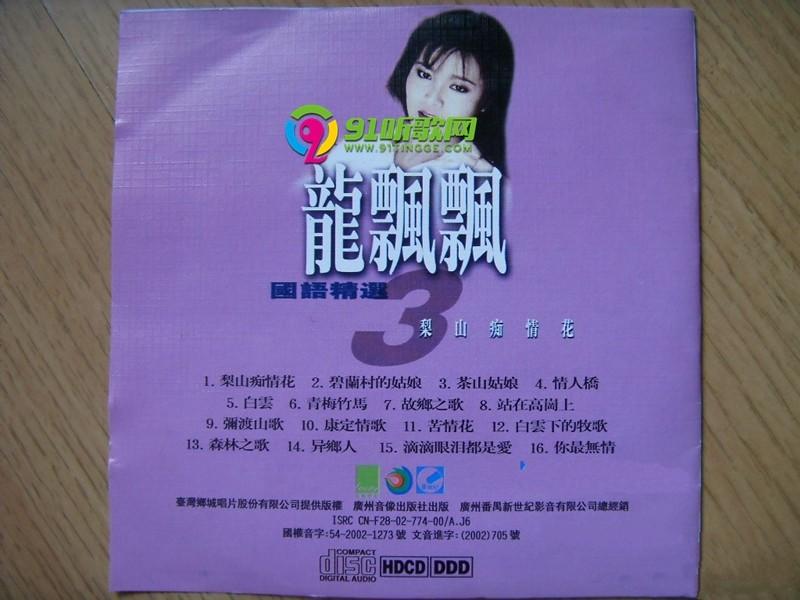 91听歌网
WWW.91TINGGE.COM
龍飄飄
國語精選 3
梨山痴情花
1. 梨山痴情花 2. 碧蘭村的姑娘 3. 茶山姑娘 4. 情人橋
5. 白雲 6. 青梅竹馬 7. 故鄉之歌 8. 站在高崗上
9. 彌渡山歌 10. 康定情歌 11. 苦情花 12. 白雲下的牧歌
13. 森林之歌 14. 异鄉人 15. 滴滴眼泪都是愛 16. 你最無情
臺灣鄉城唱片股份有限公司提供版權 廣州音像出版社出版 廣州番禺新世紀影音有限公司總經銷
ISRC CN-F28-02-774-00/A.J6
國權音字:54-2002-1273號 文音進字:(2002)705號
COMPACT disc DIGITAL AUDIO HDCD DDD